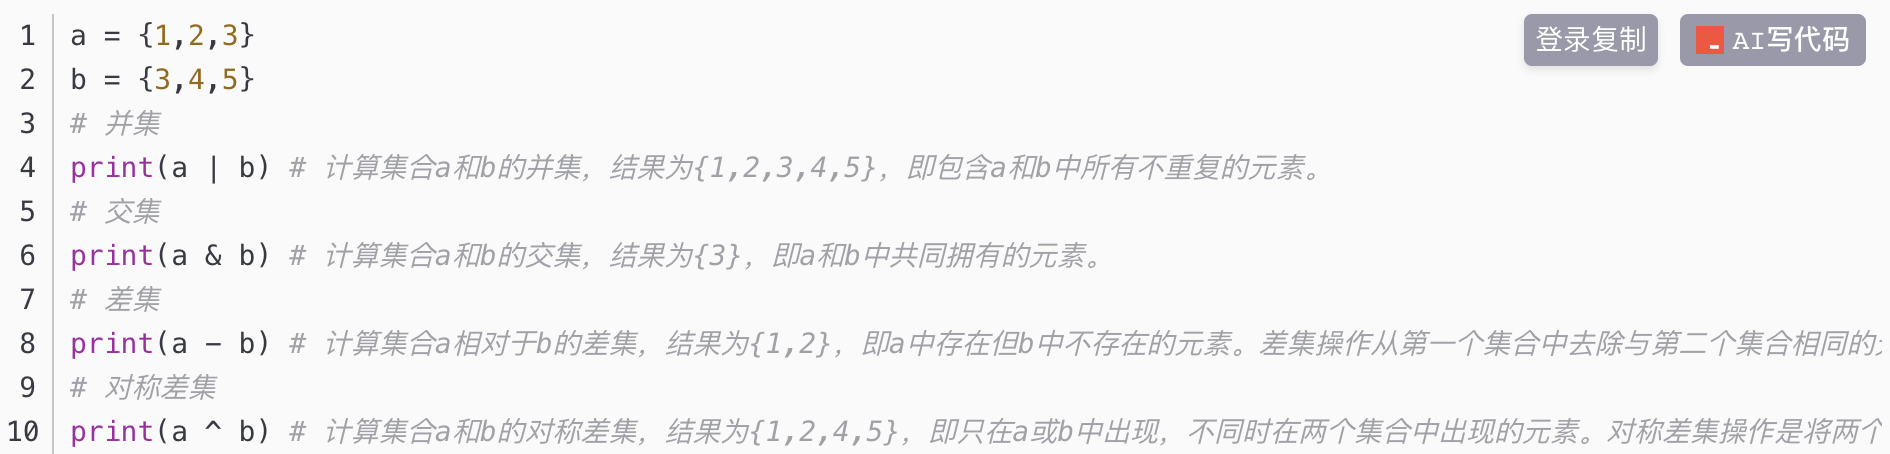 登录复制 AI写代码
1 a = {1,2,3}
2 b = {3,4,5}
3 # 并集
4 print(a | b) # 计算集合a和b的并集，结果为{1,2,3,4,5}，即包含a和b中所有不重复的元素。
5 # 交集
6 print(a & b) # 计算集合a和b的交集，结果为{3}，即a和b中共同拥有的元素。
7 # 差集
8 print(a - b) # 计算集合a相对于b的差集，结果为{1,2}，即a中存在但b中不存在的元素。差集操作从第一个集合中去除与第二个集合相同的
9 # 对称差集
10 print(a ^ b) # 计算集合a和b的对称差集，结果为{1,2,4,5}，即只在a或b中出现，不同时在两个集合中出现的元素。对称差集操作是将两个